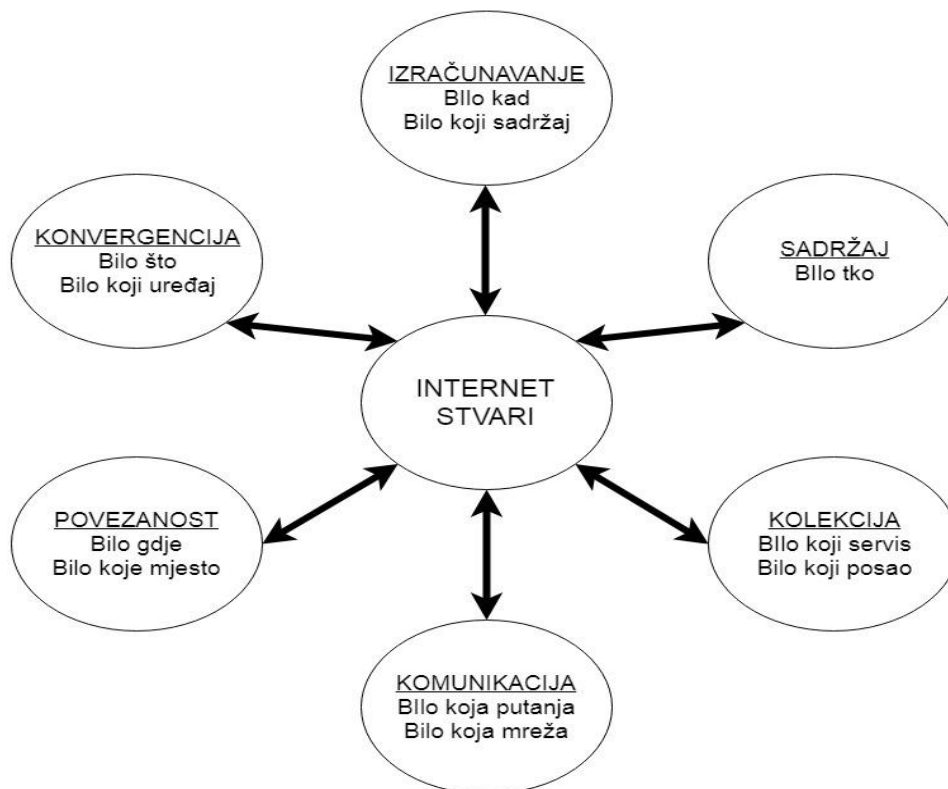 IZRAČUNAVANJE
BIlo kad
Bilo koji sadržaj
KONVERGENCIJA
Bilo što
Bilo koji uređaj
SADRŽAJ
BIlo tko
INTERNET
STVARI
POVEZANOST
Bilo gdje
Bilo koje mjesto
KOLEKCIJA
BIlo koji servis
Bilo koji posao
KOMUNIKACIJA
BIlo koja putanja
Bilo koja mreža